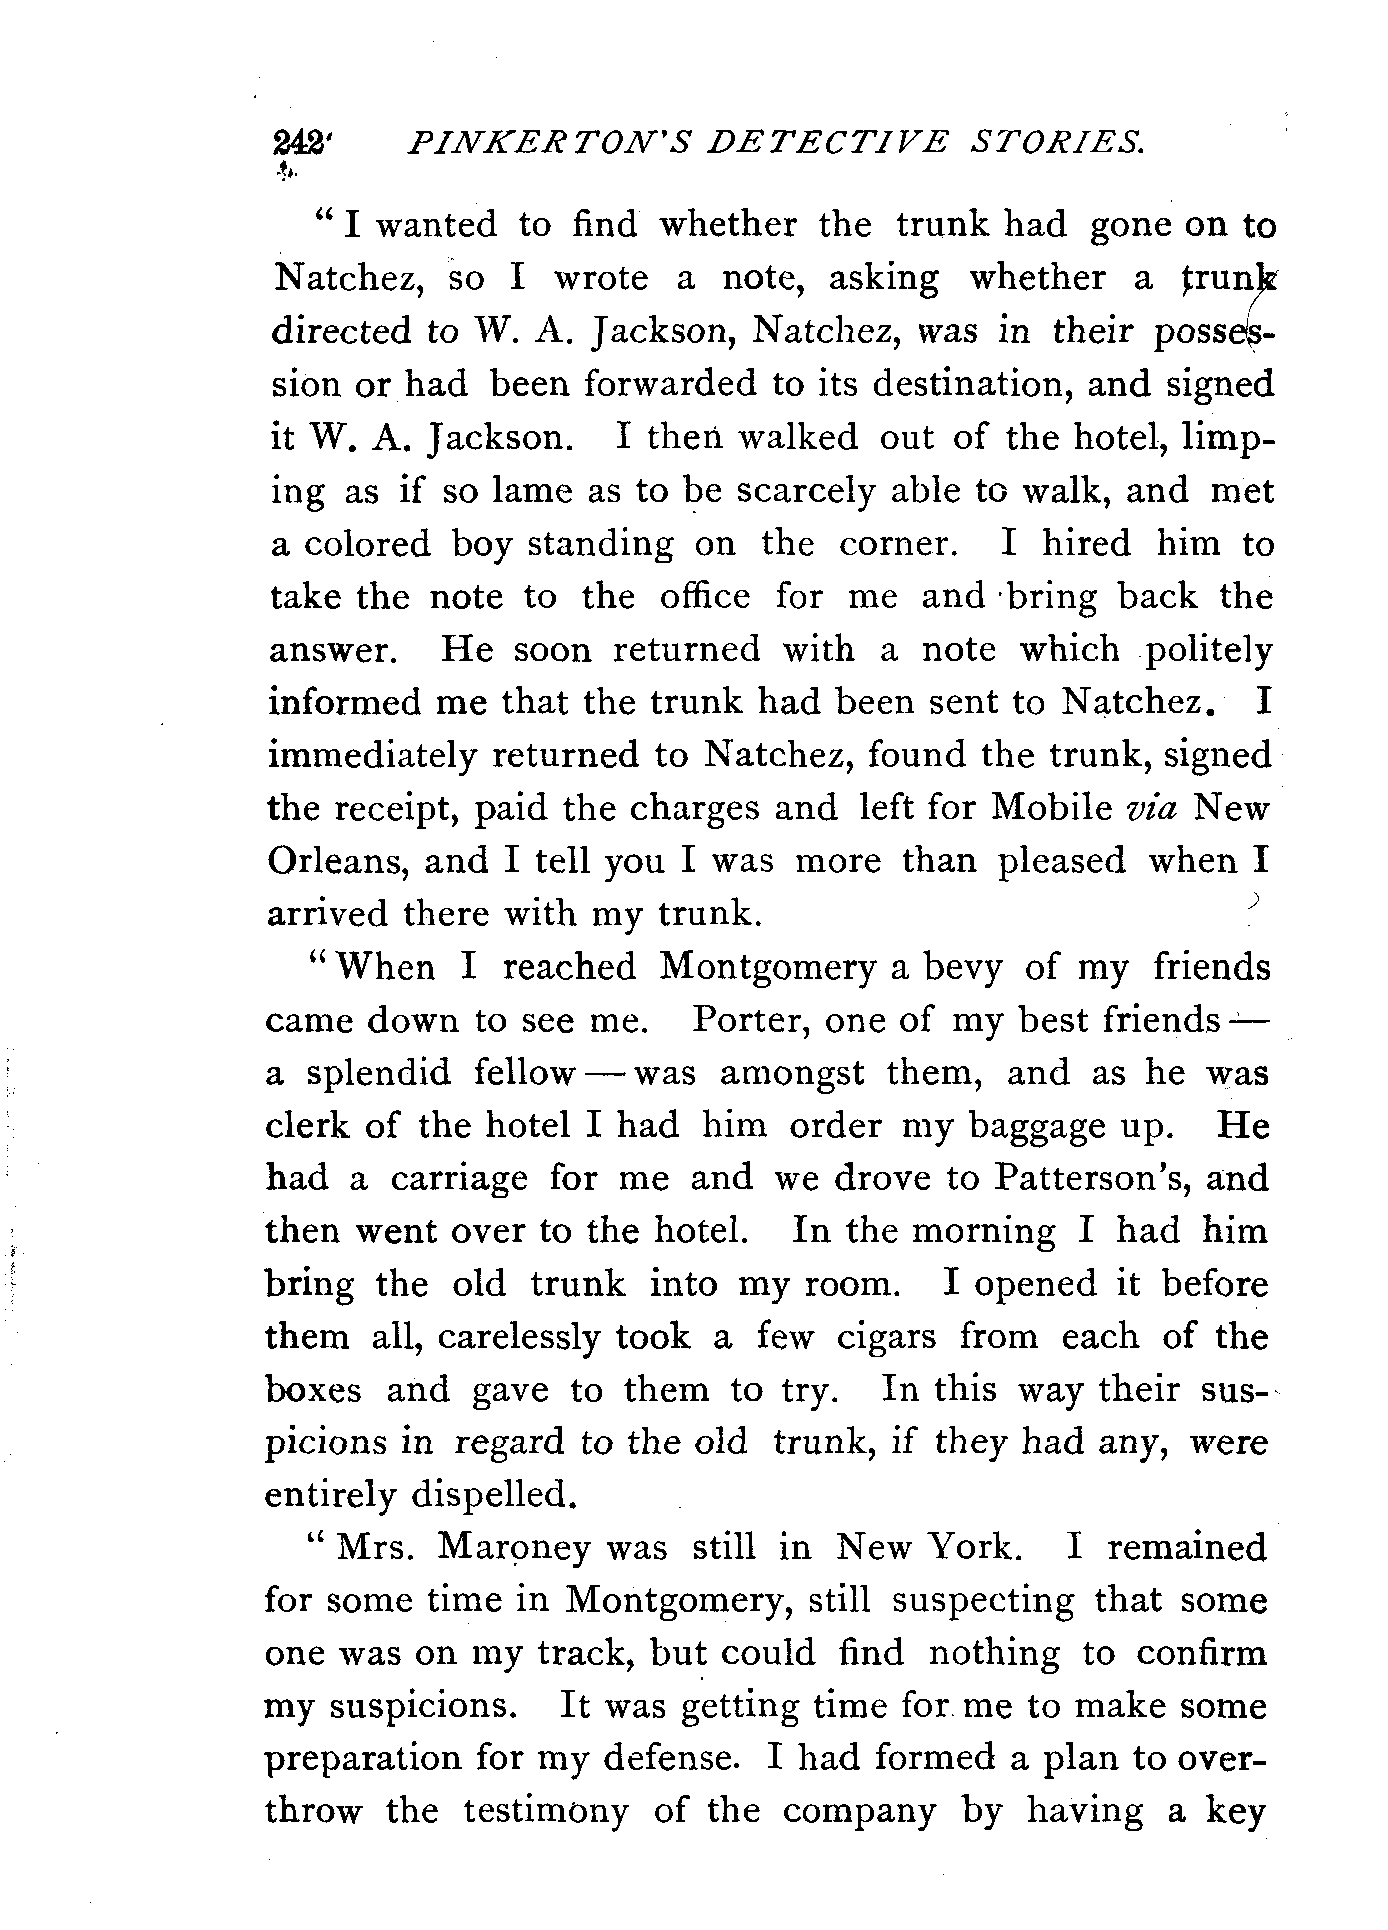 242 PINKERTON'S DETECTIVE STORIES.
" I wanted to find whether the trunk had gone on to
Natchez, so I wrote a note, asking whether a trunk
directed to W. A. Jackson, Natchez, was in their posses-
sion or had been forwarded to its destination, and signed
it W. A. Jackson. I then walked out of the hotel, limp-
ing as if so lame as to be scarcely able to walk, and met
a colored boy standing on the corner. I hired him to
take the note to the office for me and bring back the
answer. He soon returned with a note which politely
informed me that the trunk had been sent to Natchez. I
immediately returned to Natchez, found the trunk, signed
the receipt, paid the charges and left for Mobile via New
Orleans, and I tell you I was more than pleased when I
arrived there with my trunk.
" When I reached Montgomery a bevy of my friends
came down to see me. Porter, one of my best friends —
a splendid fellow — was amongst them, and as he was
clerk of the hotel I had him order my baggage up. He
had a carriage for me and we drove to Patterson's, and
then went over to the hotel. In the morning I had him
bring the old trunk into my room. I opened it before
them all, carelessly took a few cigars from each of the
boxes and gave to them to try. In this way their sus-
picions in regard to the old trunk, if they had any, were
entirely dispelled.
" Mrs. Maroney was still in New York. I remained
for some time in Montgomery, still suspecting that some
one was on my track, but could find nothing to confirm
my suspicions. It was getting time for me to make some
preparation for my defense. I had formed a plan to over-
throw the testimony of the company by having a key